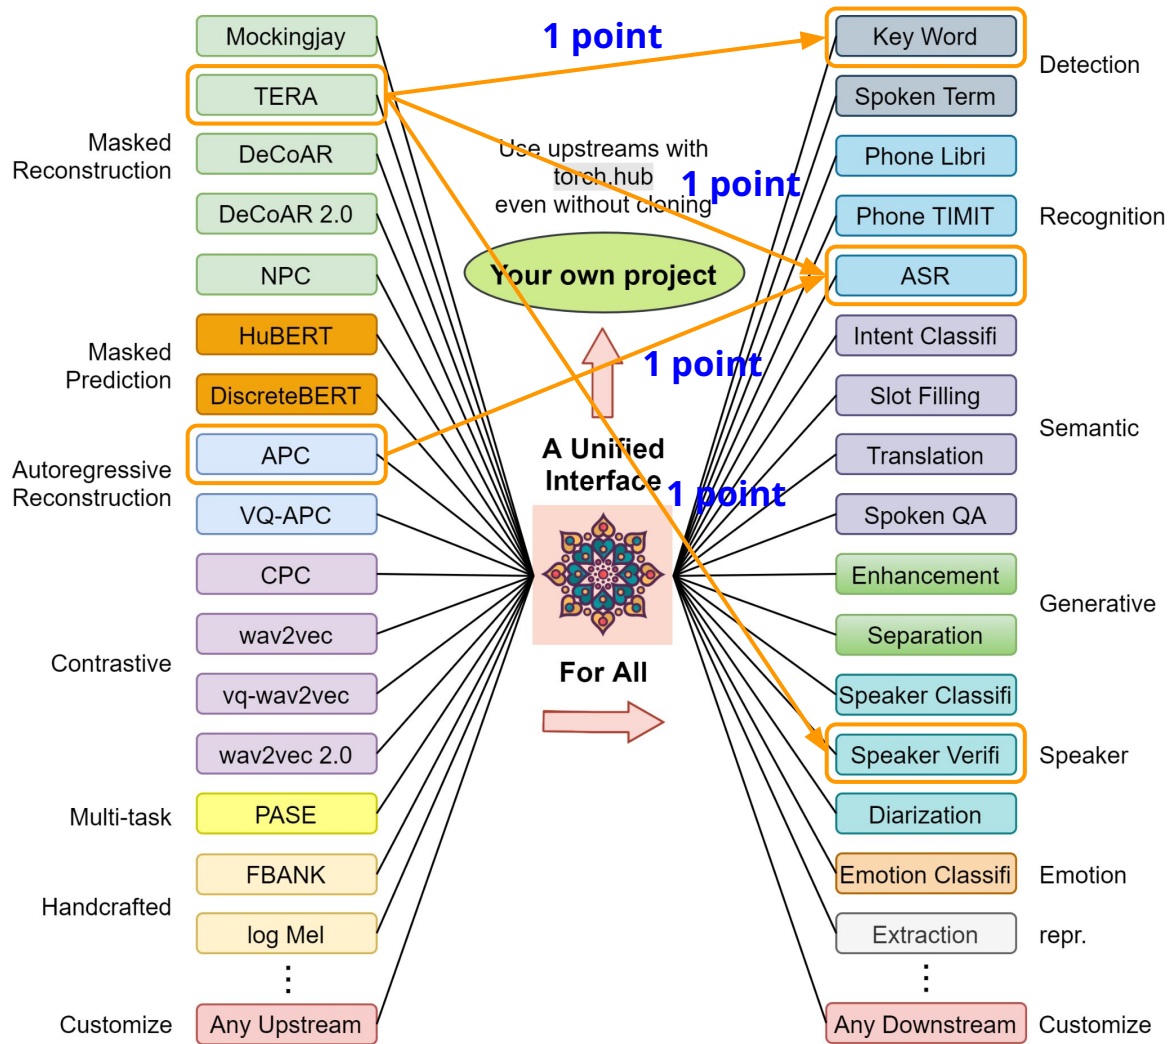 Mockingjay
TERA
DeCoAR
DeCoAR 2.0
NPC
HuBERT
DiscreteBERT
APC
VQ-APC
CPC
wav2vec
vq-wav2vec
wav2vec 2.0
PASE
FBANK
log Mel
⋮
Any Upstream
Masked
Reconstruction
Masked
Prediction
Autoregressive
Reconstruction
Contrastive
Multi-task
Handcrafted
Customize
1 point
Use upstreams with
torch.hub
even without cloning
1 point
Your own project
1 point
A Unified
Interface
1 point
For All
Key Word
Spoken Term
Phone Libri
Phone TIMIT
ASR
Intent Classifi
Slot Filling
Translation
Spoken QA
Enhancement
Separation
Speaker Classifi
Speaker Verifi
Diarization
Emotion Classifi
Extraction
⋮
Any Downstream
Detection
Recognition
Semantic
Generative
Speaker
Emotion
repr.
Customize